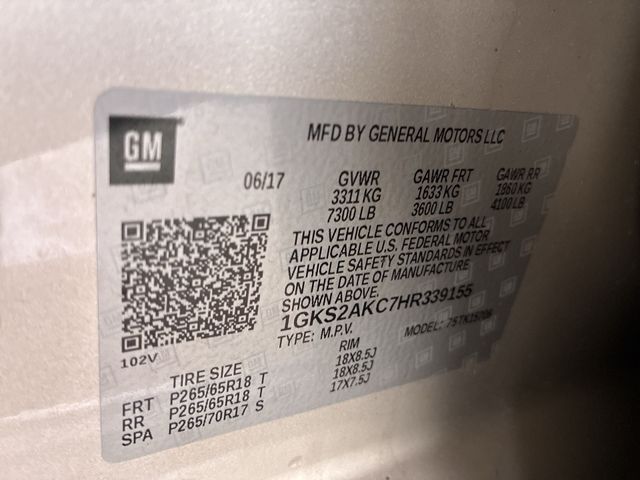 GM
MFD BY GENERAL MOTORS LLC
06/17 GVWR GAWR FRT GAWR RR
3311 KG 1633 KG 1860 KG
7300 LB 3600 LB 4100 LB
THIS VEHICLE CONFORMS TO ALL
APPLICABLE U.S. FEDERAL MOTOR
VEHICLE SAFETY STANDARDS IN EFFECT
ON THE DATE OF MANUFACTURE
SHOWN ABOVE.
1GKS2AKC7HR339155
TYPE: M.P.V. MODEL:
102V
TIRE SIZE RIM
FRT P265/65R18 T 18X8.5J
RR P265/65R18 T 18X8.5J
SPA P265/70R17 S 17X7.5J